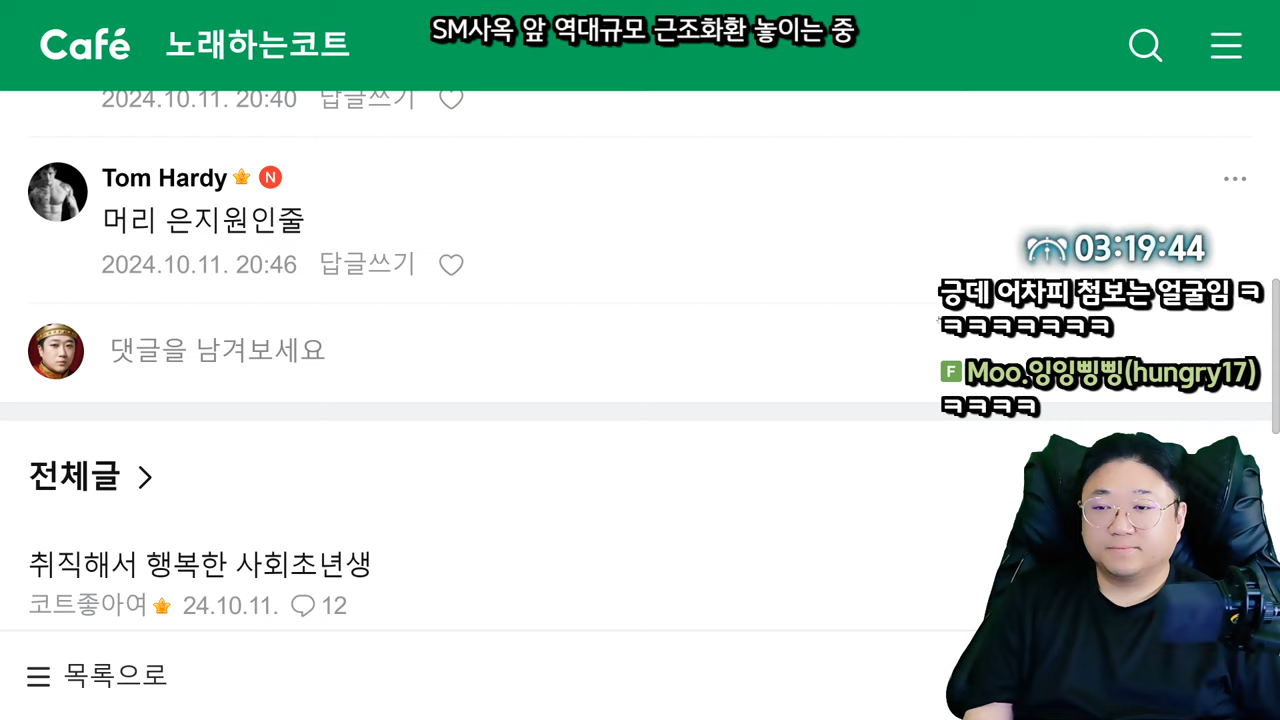 Café 노래하는코트
SM사옥 앞 역대규모 근조화환 놓이는 중
2024.10.11. 20:40 답글쓰기
Tom Hardy N
머리 은지원인줄
2024.10.11. 20:46 답글쓰기
03:19:44
긍데 어차피 첨보는 얼굴임 ㅋ
ㅋㅋㅋㅋㅋㅋㅋ
댓글을 남겨보세요
F Moo.잉잉삥삥(hungry17)
ㅋㅋㅋㅋ
전체글
취직해서 행복한 사회초년생
코트좋아여 24.10.11. 12
목록으로